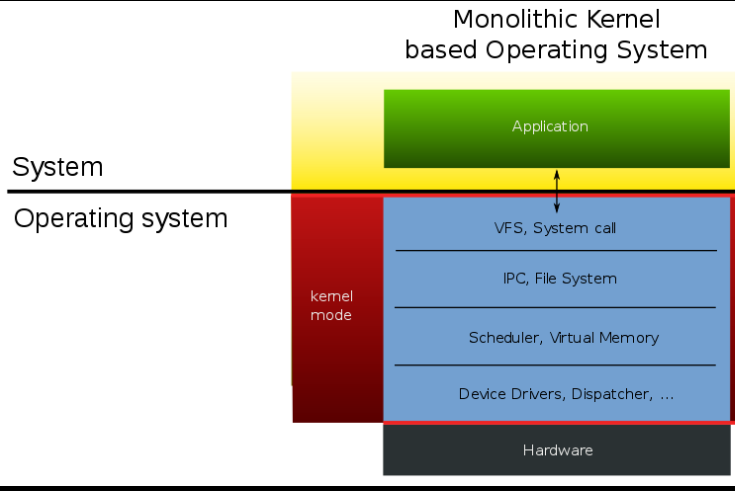 Monolithic Kernel
based Operating System
Application
System
Operating system
VFS, System call
IPC, File System
kernel
mode
Scheduler, Virtual Memory
Device Drivers, Dispatcher, ...
Hardware